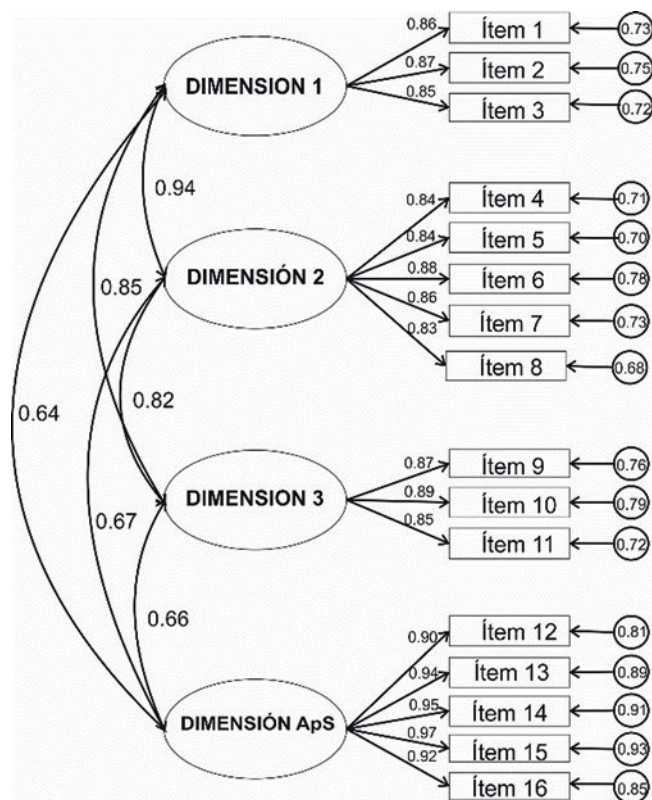 0.86 Ítem 1 0.73
DIMENSION 1 0.87 Ítem 2 0.75
0.85 Ítem 3 0.72
0.94
0.84 Ítem 4 0.71
0.84 Ítem 5 0.70
DIMENSIÓN 2 0.88 Ítem 6 0.78
0.85
0.86 Ítem 7 0.73
0.83 Ítem 8 0.68
0.82
0.64
0.87 Ítem 9 0.76
DIMENSION 3 0.89 Ítem 10 0.79
0.67
0.85 Ítem 11 0.72
0.66
0.90 Ítem 12 0.81
0.94 Ítem 13 0.89
0.95 Ítem 14 0.91
DIMENSIÓN ApS
0.97 Ítem 15 0.93
0.92 Ítem 16 0.85